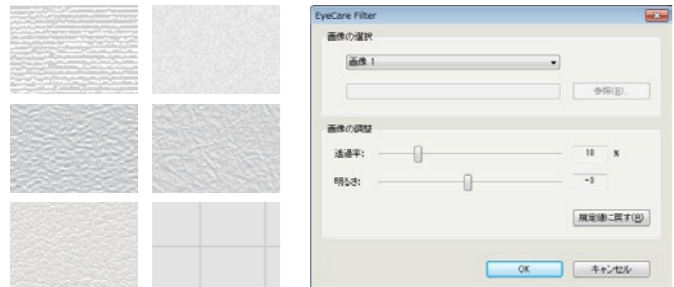 EyeCare Filter
画像の選択
画像 1
参照(B)...
画像の調整
透過率:
10 %
明るさ:
-3
規定値に戻す(R)
OK
キャンセル